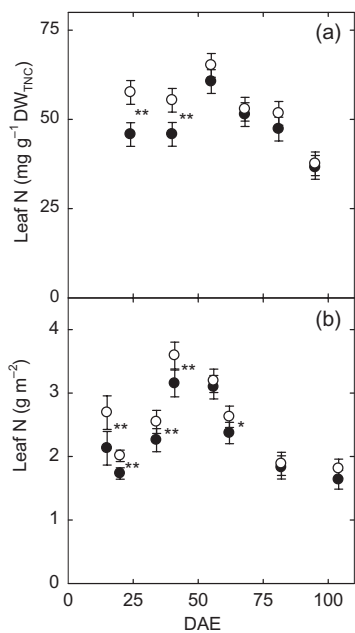 (a)
Leaf N (mg g⁻¹ DW_TNC)
75
50
25
0
**
**
(b)
Leaf N (g m⁻²)
4
3
2
1
0
**
**
**
**
*
0 25 50 75 100
DAE